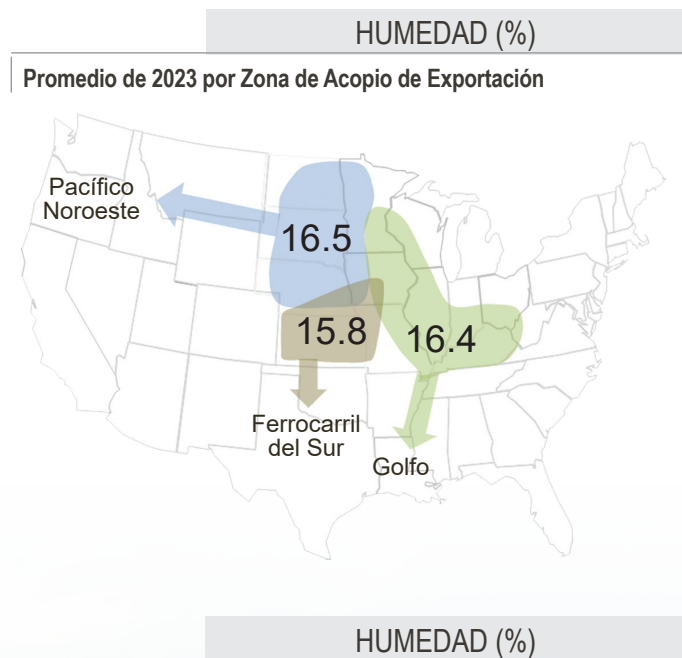 HUMEDAD (%)
Promedio de 2023 por Zona de Acopio de Exportación
Pacífico
Noroeste
16.5
15.8
16.4
Ferrocarril
del Sur
Golfo
HUMEDAD (%)